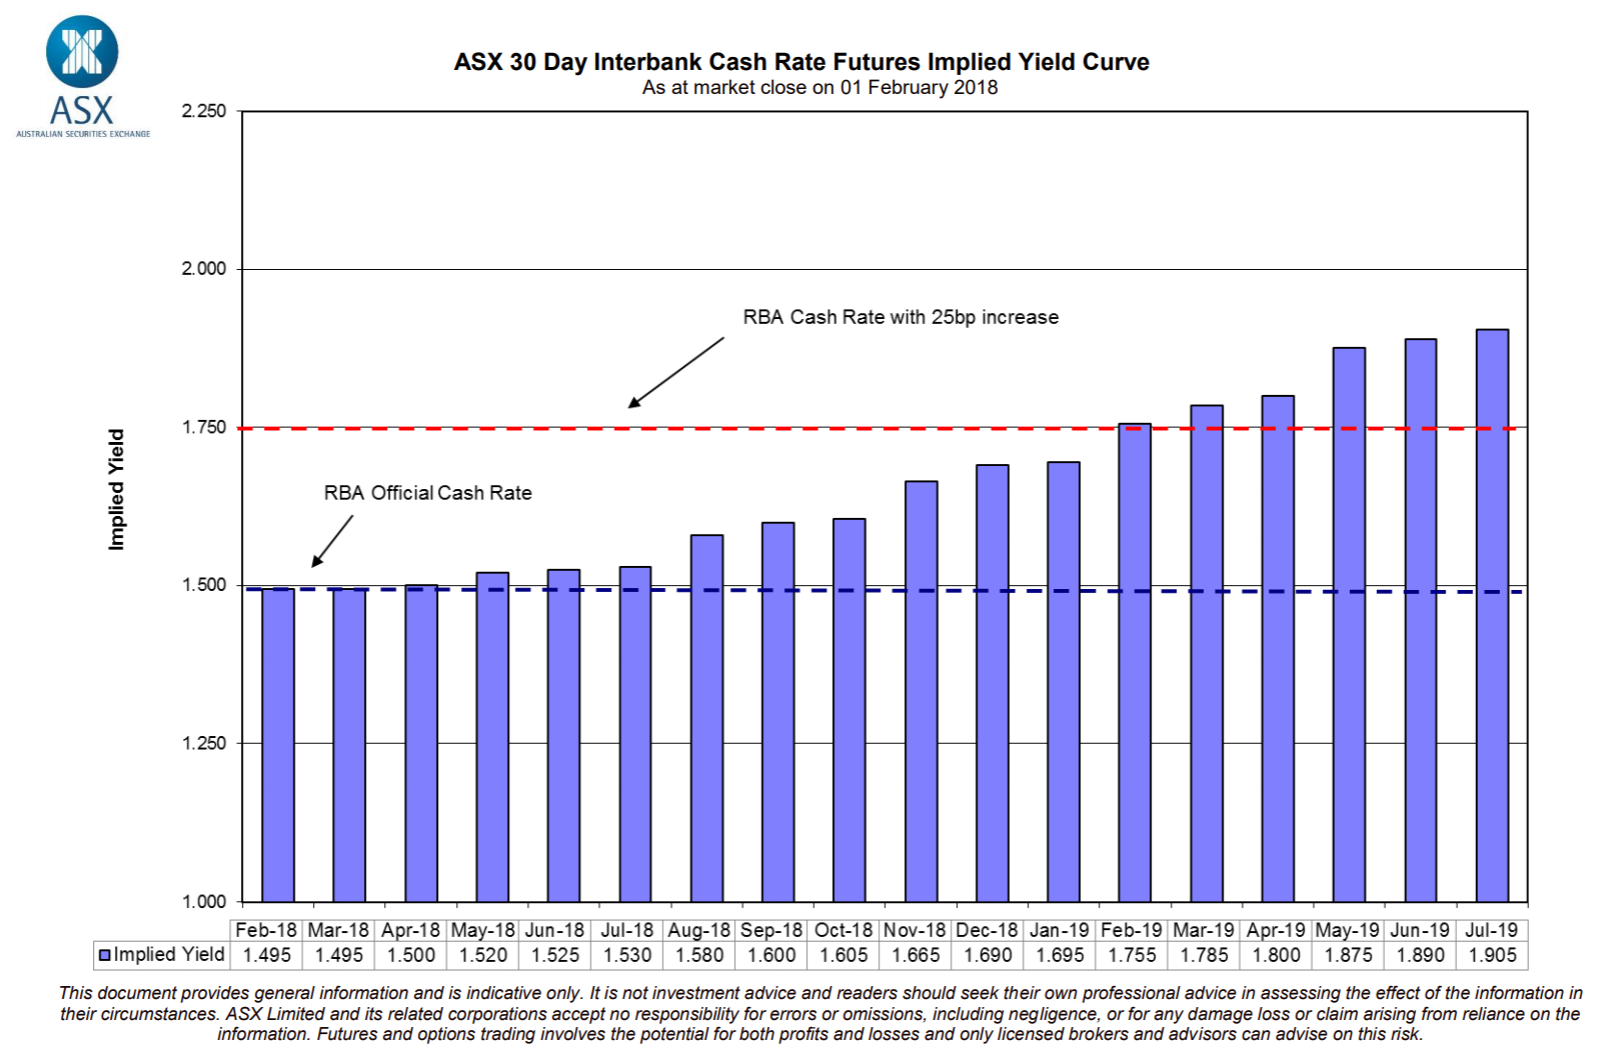 ASX
AUSTRALIAN SECURITIES EXCHANGE
ASX 30 Day Interbank Cash Rate Futures Implied Yield Curve
As at market close on 01 February 2018
2.250
2.000
RBA Cash Rate with 25bp increase
1.750
Implied Yield
RBA Official Cash Rate
1.500
1.250
1.000
Feb-18 Mar-18 Apr-18 May-18 Jun-18 Jul-18 Aug-18 Sep-18 Oct-18 Nov-18 Dec-18 Jan-19 Feb-19 Mar-19 Apr-19 May-19 Jun-19 Jul-19
Implied Yield 1.495 1.495 1.500 1.520 1.525 1.530 1.580 1.600 1.605 1.665 1.690 1.695 1.755 1.785 1.800 1.875 1.890 1.905
This document provides general information and is indicative only. It is not investment advice and readers should seek their own professional advice in assessing the effect of the information in
their circumstances. ASX Limited and its related corporations accept no responsibility for errors or omissions, including negligence, or for any damage loss or claim arising from reliance on the
information. Futures and options trading involves the potential for both profits and losses and only licensed brokers and advisors can advise on this risk.